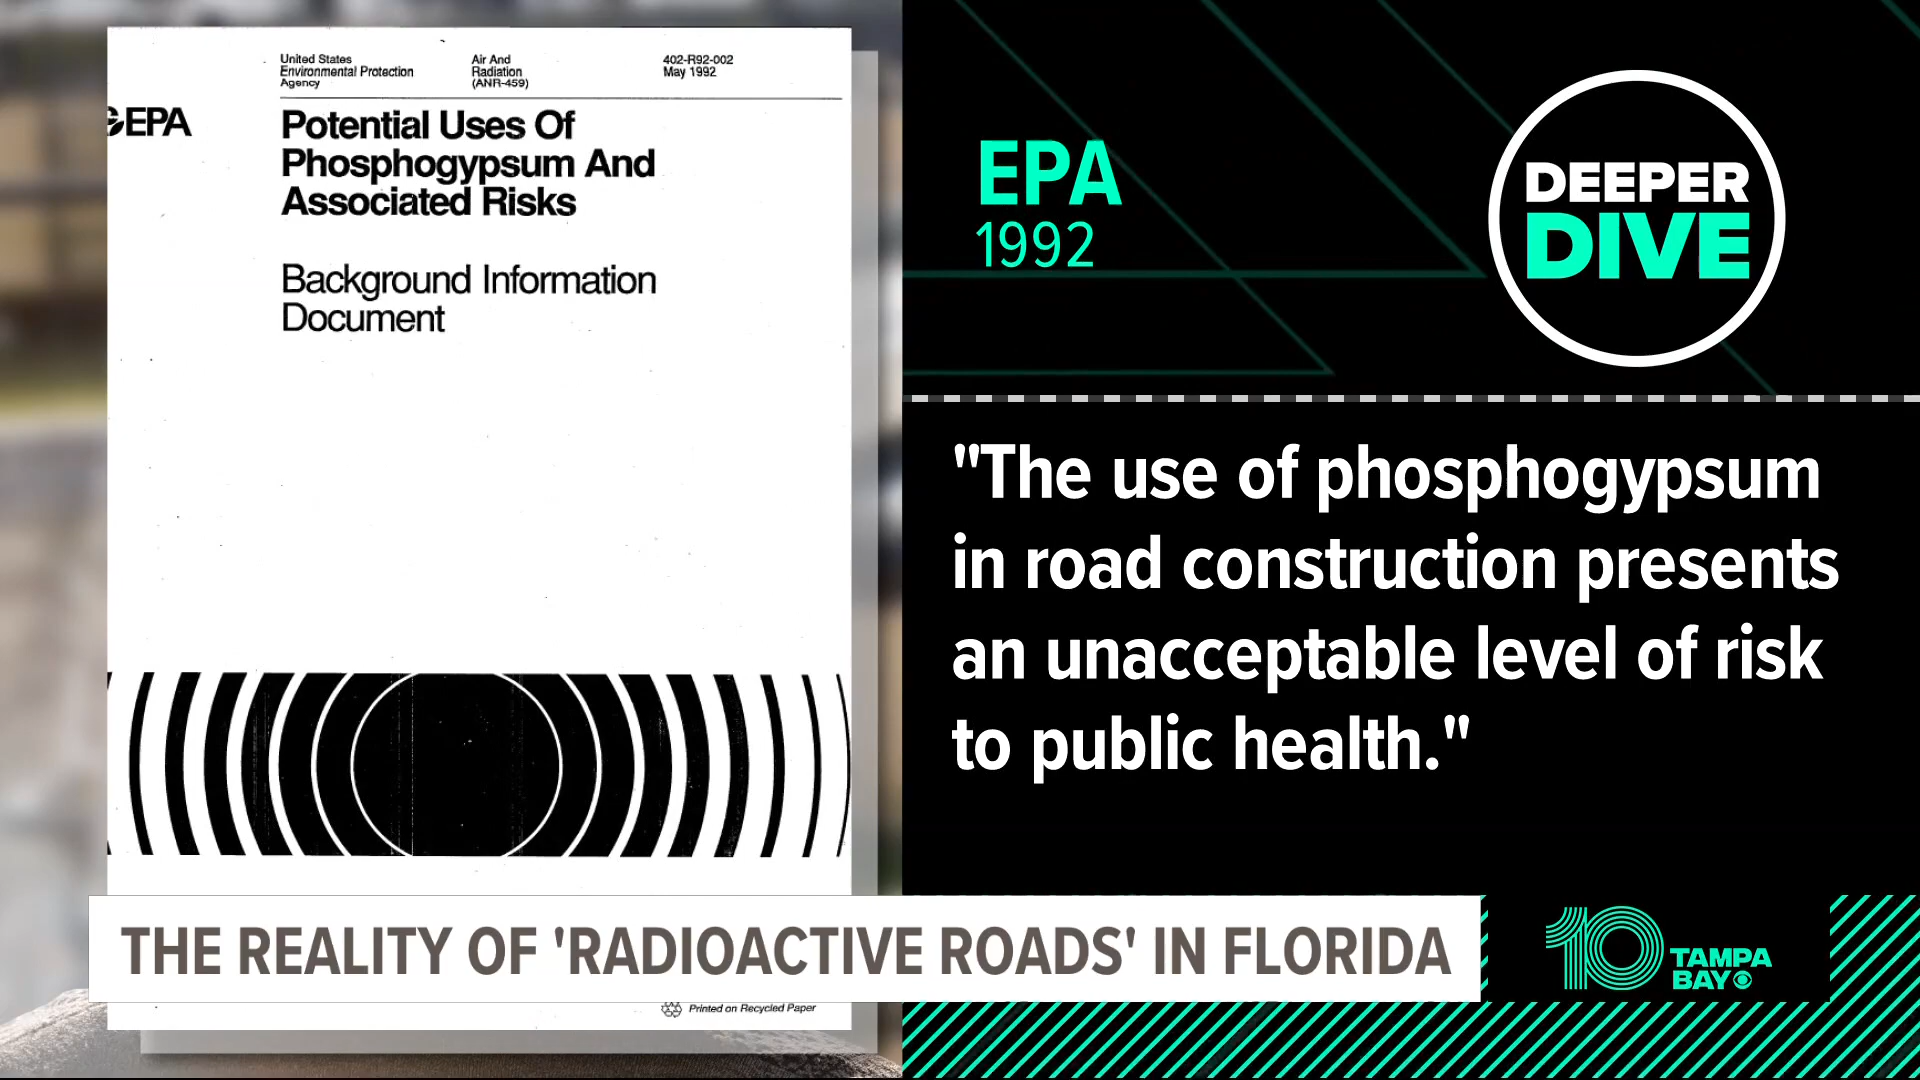 United States
Environmental Protection
Agency
Air And
Radiation
(ANR-459)
402-R92-002
May 1992
EPA
Potential Uses Of
Phosphogypsum And
Associated Risks
Background Information
Document
Printed on Recycled Paper
EPA
1992
DEEPER
DIVE
"The use of phosphogypsum
in road construction presents
an unacceptable level of risk
to public health."
THE REALITY OF 'RADIOACTIVE ROADS' IN FLORIDA
10 TAMPA
BAY